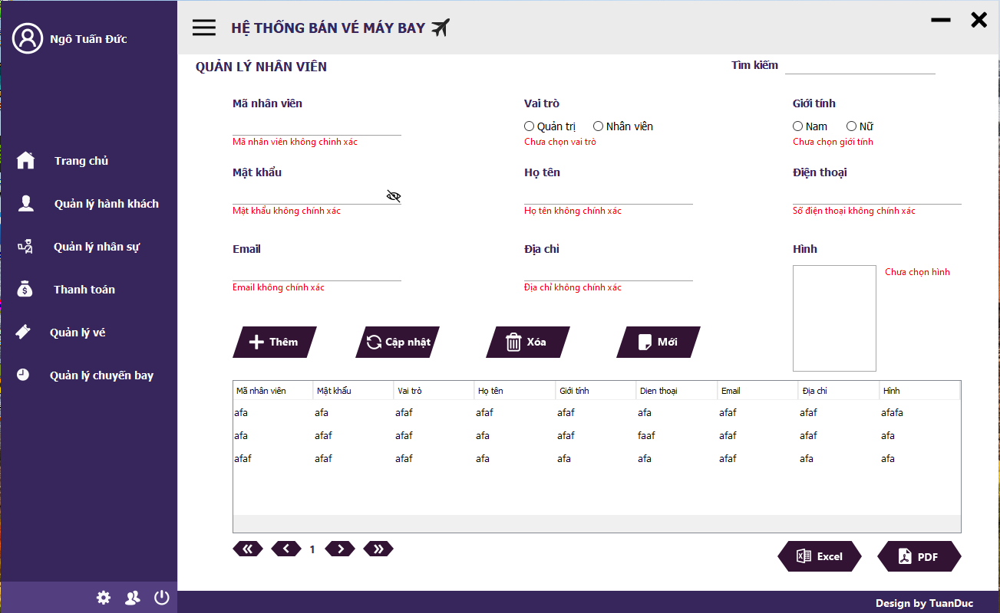 Ngô Tuấn Đức
HỆ THỐNG BÁN VÉ MÁY BAY
QUẢN LÝ NHÂN VIÊN
Tìm kiếm
Mã nhân viên
Vai trò
Giới tính
Quản trị
Nhân viên
Nam
Nữ
Mã nhân viên không chinh xác
Chưa chọn vai trò
Chưa chọn giới tính
Trang chủ
Mật khẩu
Họ tên
Điện thoại
Quản lý hành khách
Mật khẩu không chính xác
Họ tên không chính xác
Số điện thoại không chính xác
Quản lý nhân sự
Email
Địa chỉ
Hình
Chưa chọn hình
Thanh toán
Email không chính xác
Địa chỉ không chính xác
Quản lý vé
Thêm
Cập nhật
Xóa
Mới
Quản lý chuyến bay
Mã nhân viên Mật khẩu Vai trò Họ tên Giới tính Dien thoại Email Địa chỉ Hình
afa afa afaf afaf afaf afa afaf afaf afafa
afa afaf afaf afa afaf faaf afaf afaf afa
afaf afaf afaf afa afa afa afaf afa afa
1
Excel
PDF
Design by TuanDuc